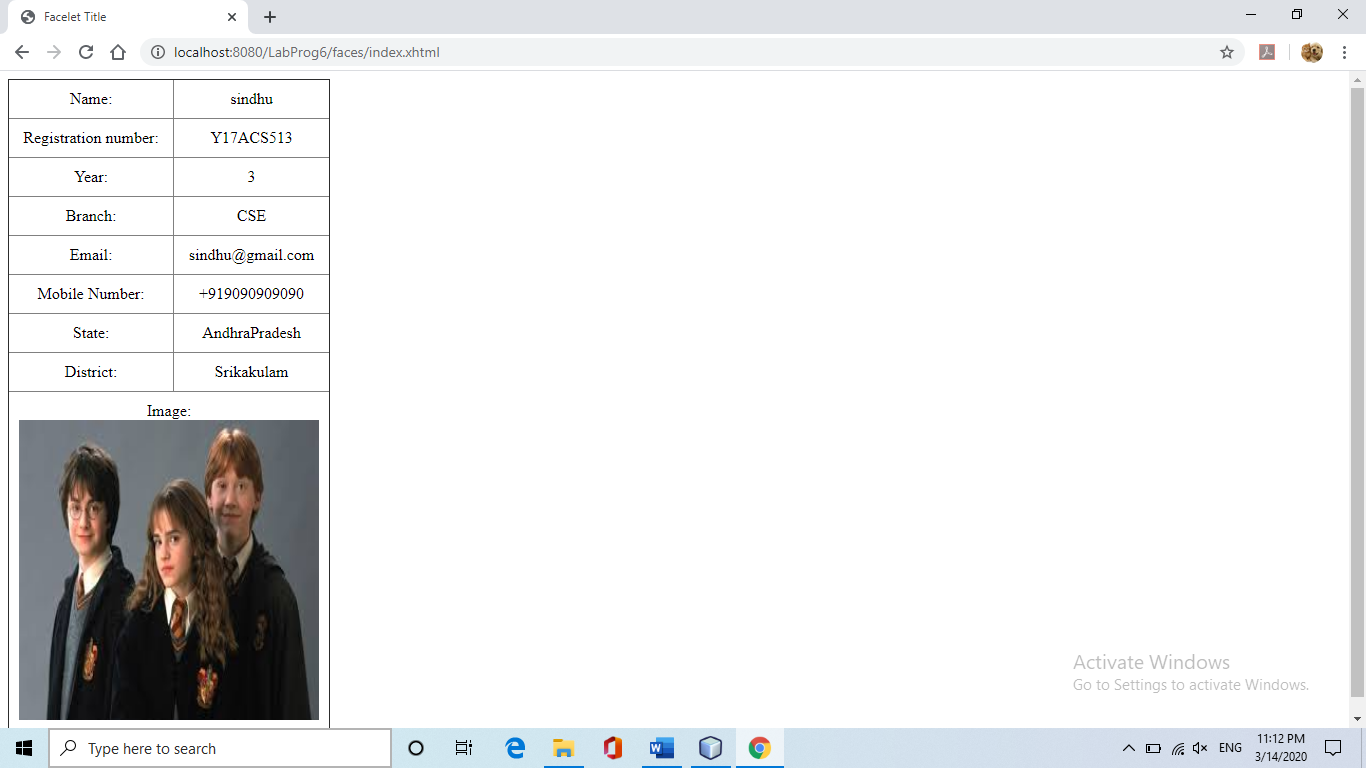 Facelet Title
localhost:8080/LabProg6/faces/index.xhtml
Name: sindhu
Registration number: Y17ACS513
Year: 3
Branch: CSE
Email: sindhu@gmail.com
Mobile Number: +919090909090
State: AndhraPradesh
District: Srikakulam
Image:
Activate Windows
Go to Settings to activate Windows.
Type here to search
ENG
11:12 PM
3/14/2020